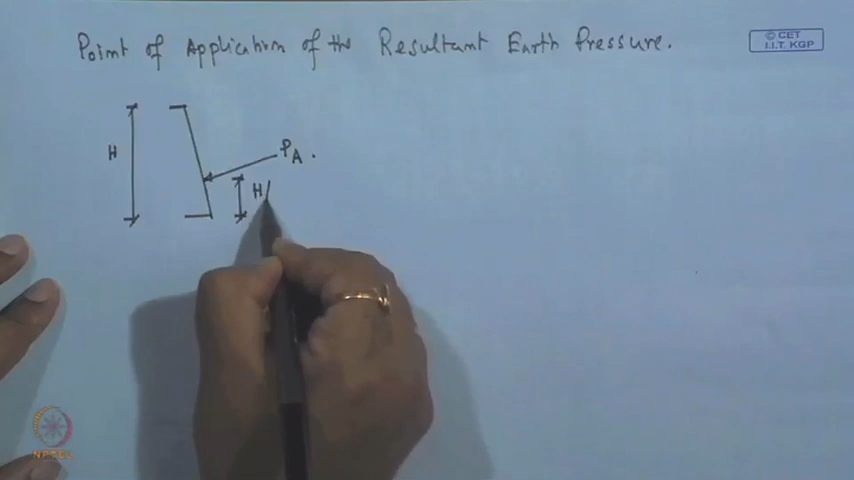 Point of Application of the Resultant Earth Pressure.
© CET
I.I.T. KGP
H
PA.
H/
NPTEL